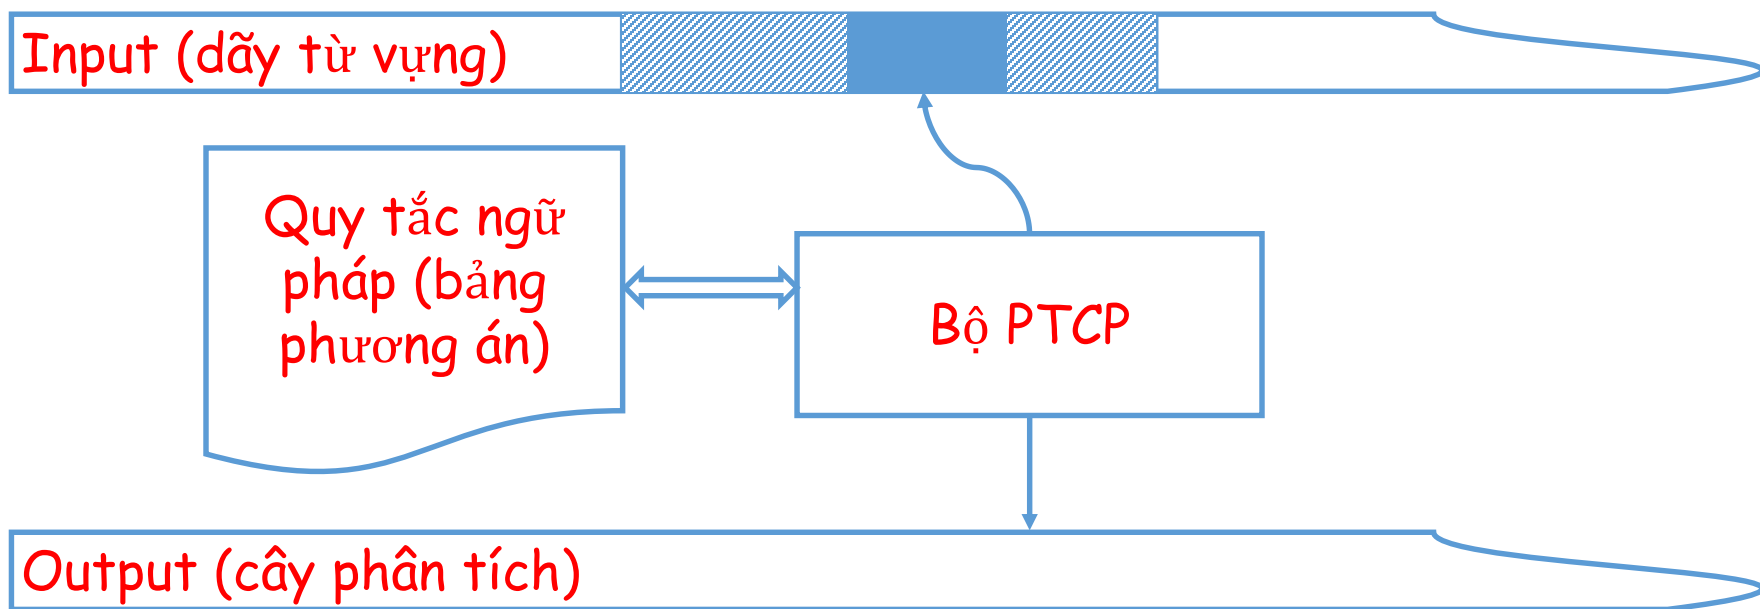 Input (dãy từ vựng)
Quy tắc ngữ
pháp (bảng
phương án)
Bộ PTCP
Output (cây phân tích)